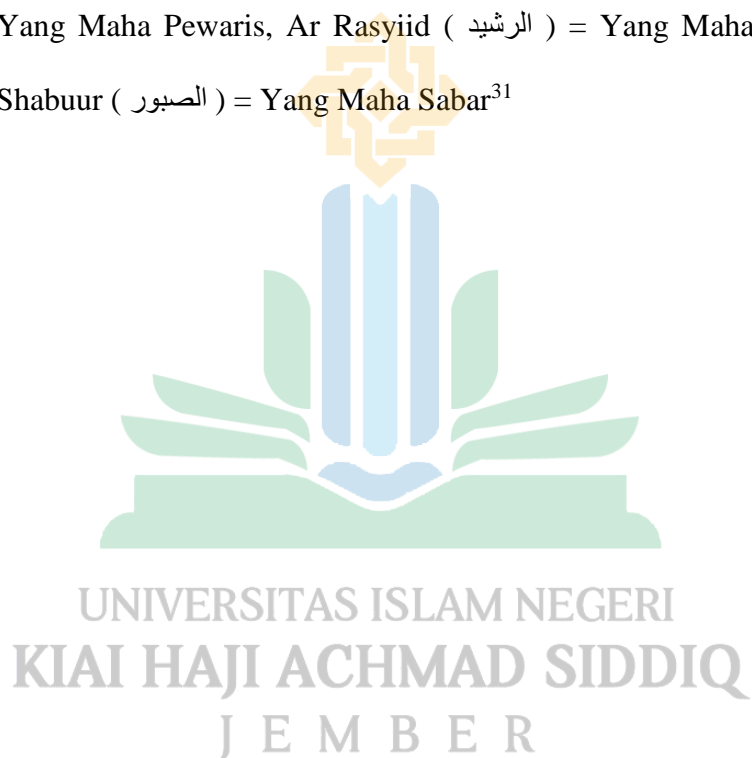 Yang Maha Pewaris, Ar Rasyiid ( الرشيد ) = Yang Maha
Shabuur ( الصبور ) = Yang Maha Sabar31
UNIVERSITAS ISLAM NEGERI
KIAI HAJI ACHMAD SIDDIQ
JEMBER